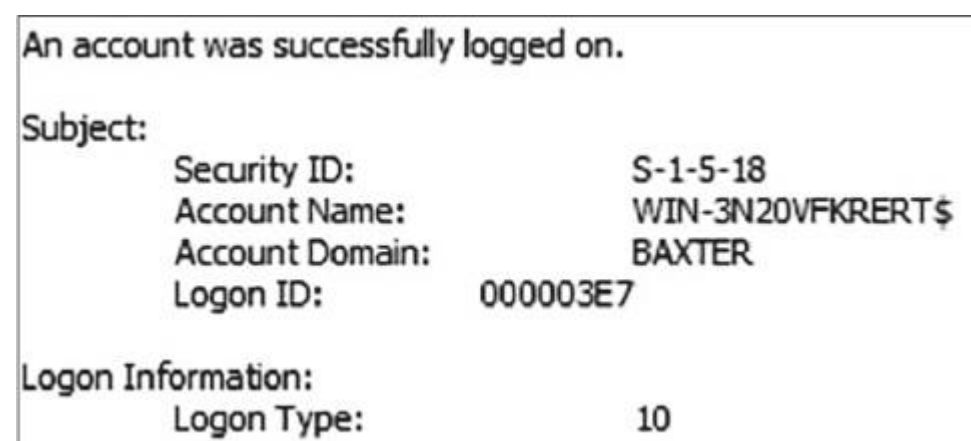 An account was successfully logged on.
Subject:
Security ID: S-1-5-18
Account Name: WIN-3N20VFKRERT$
Account Domain: BAXTER
Logon ID: 000003E7
Logon Information:
Logon Type: 10